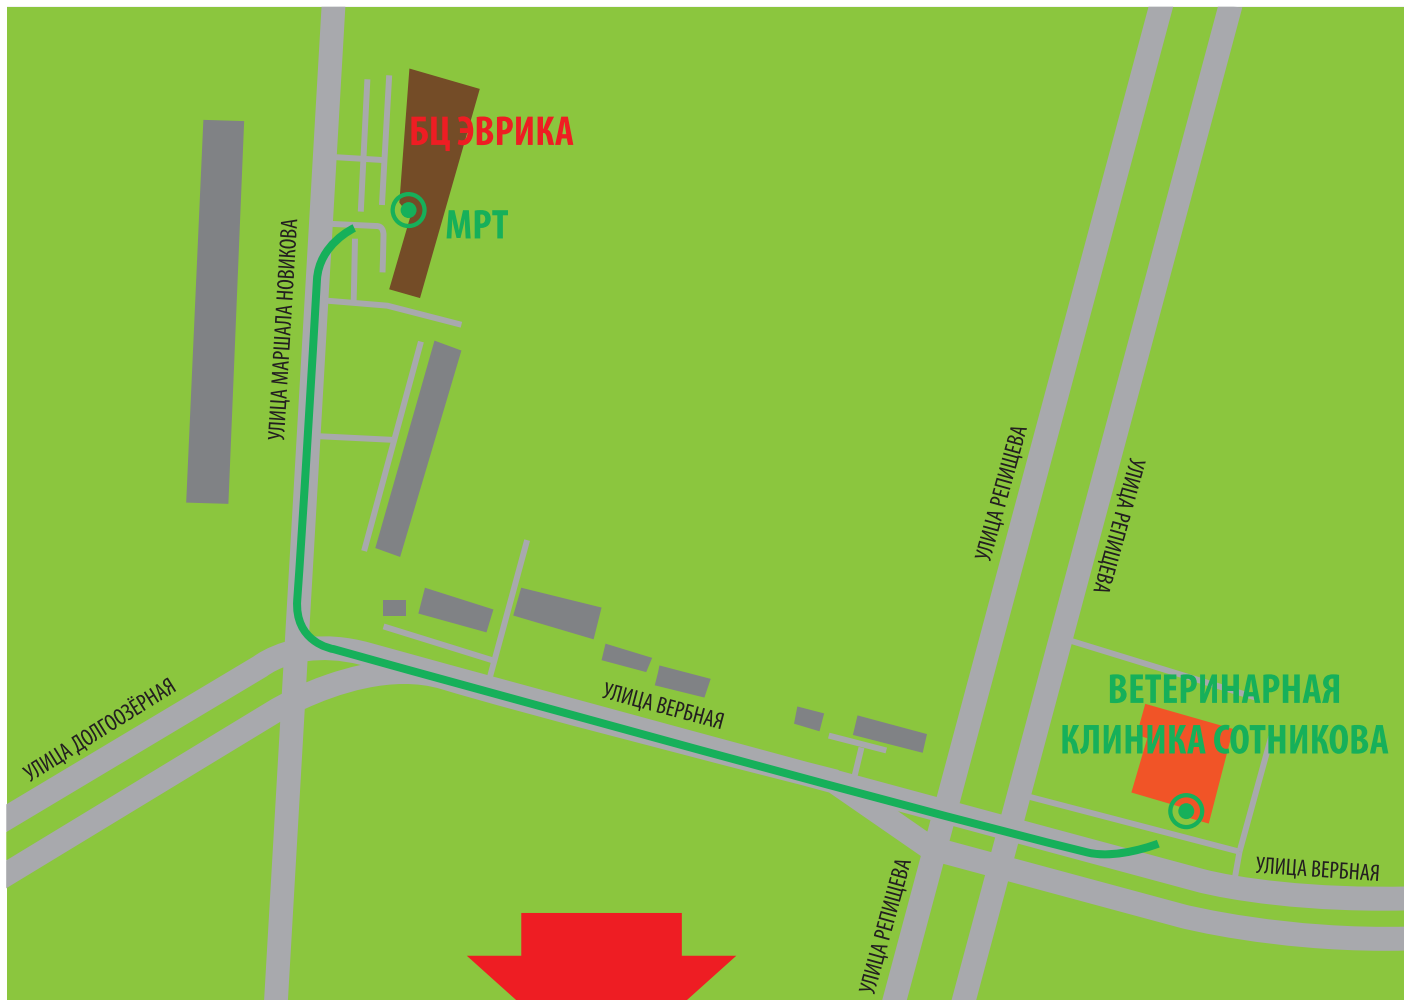 БЦ ЭВРИКА
МРТ
УЛИЦА МАРШАЛА НОВИКОВА
УЛИЦА РЕПИЩЕВА
УЛИЦА РЕПИЩЕВА
УЛИЦА ДОЛГООЗЁРНАЯ
УЛИЦА ВЕРБНАЯ
ВЕТЕРИНАРНАЯ
КЛИНИКА СОТНИКОВА
УЛИЦА ВЕРБНАЯ
УЛИЦА РЕПИЩЕВА